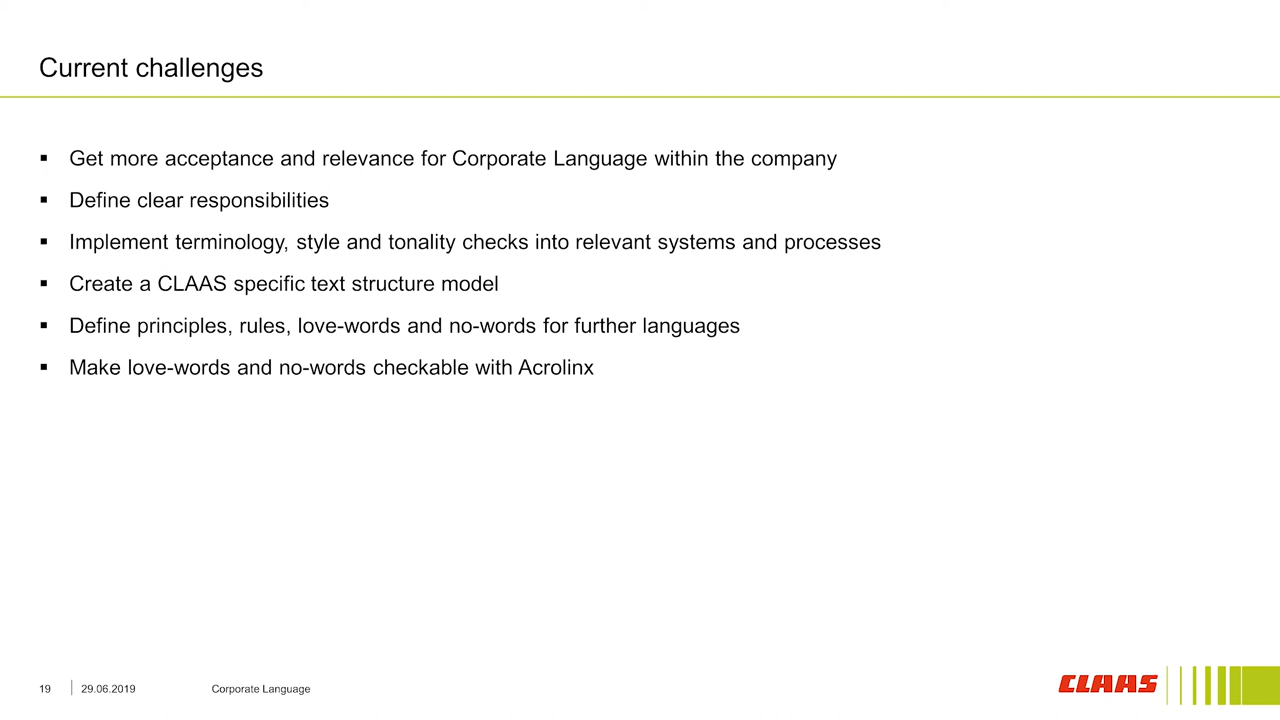 Current challenges
▪ Get more acceptance and relevance for Corporate Language within the company
▪ Define clear responsibilities
▪ Implement terminology, style and tonality checks into relevant systems and processes
▪ Create a CLAAS specific text structure model
▪ Define principles, rules, love-words and no-words for further languages
▪ Make love-words and no-words checkable with Acrolinx
19 | 29.06.2019 Corporate Language
CLAAS